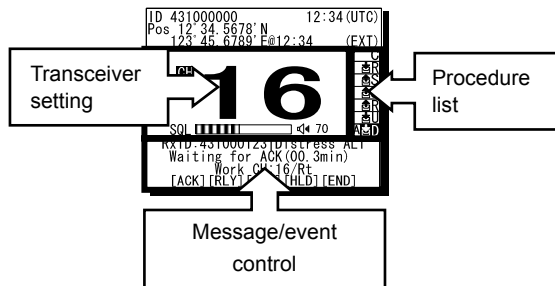 ID 431000000 12:34(UTC)
Pos 12°34.5678'N
123°45.6789'E@12:34 (EXT)
Transceiver
setting
CH
16
SQL 70
Procedure
list
C
R
S
R
U
A D
RxID:431000123|Distress ALT
Waiting for ACK(00.3min)
Work CH:16/Rt
[ACK][RLY] [HLD][END]
Message/event
control